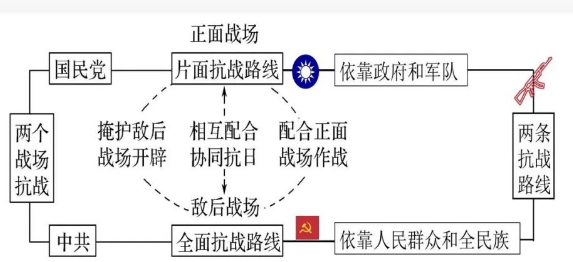 正面战场
国民党
片面抗战路线
依靠政府和军队
两个
战场
抗战
掩护敌后
战场开辟
相互配合
协同抗日
配合正面
战场作战
两条
抗战
路线
敌后战场
中共
全面抗战路线
依靠人民群众和全民族